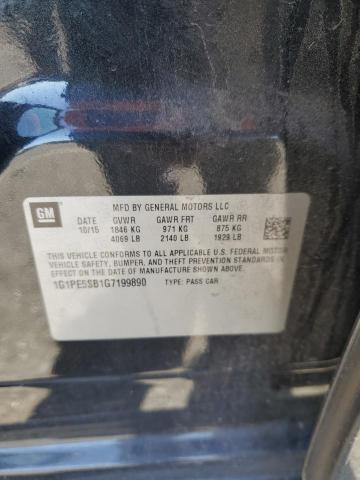 GM
MFD BY GENERAL MOTORS LLC
DATE GVWR GAWR FRT GAWR RR
10/15 1846 KG 971 KG 875 KG
4069 LB 2140 LB 1929 LB
THIS VEHICLE CONFORMS TO ALL APPLICABLE U.S. FEDERAL MOTOR
VEHICLE SAFETY, BUMPER, AND THEFT PREVENTION STANDARDS
IN EFFECT ON THE DATE OF MANUFACTURE SHOWN ABOVE.
1G1PE5SB1G7199890 TYPE: PASS CAR